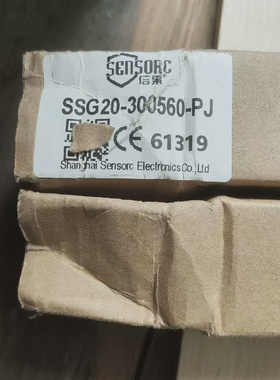 SENSORC
信索®
SSG20-300560-PJ
CE 61319
Shanghai Sensorc Electronics Co., Ltd